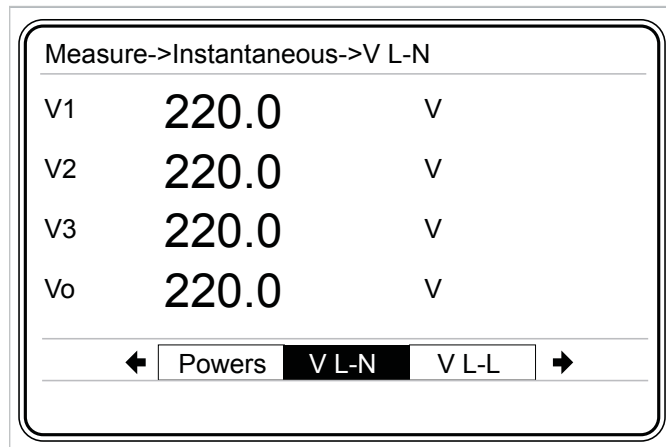 Measure->Instantaneous->V L-N
V1 220.0 V
V2 220.0 V
V3 220.0 V
Vo 220.0 V
Powers V L-N V L-L